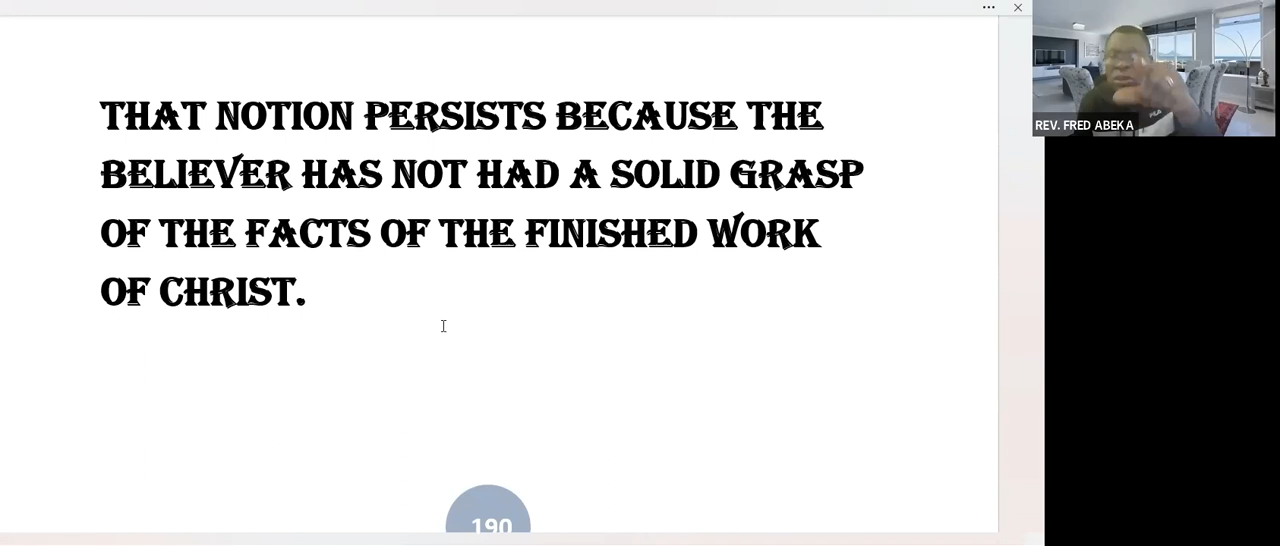 THAT NOTION PERSISTS BECAUSE THE
BELIEVER HAS NOT HAD A SOLID GRASP
OF THE FACTS OF THE FINISHED WORK
OF CHRIST.
190
REV. FRED ABEKA
FILA